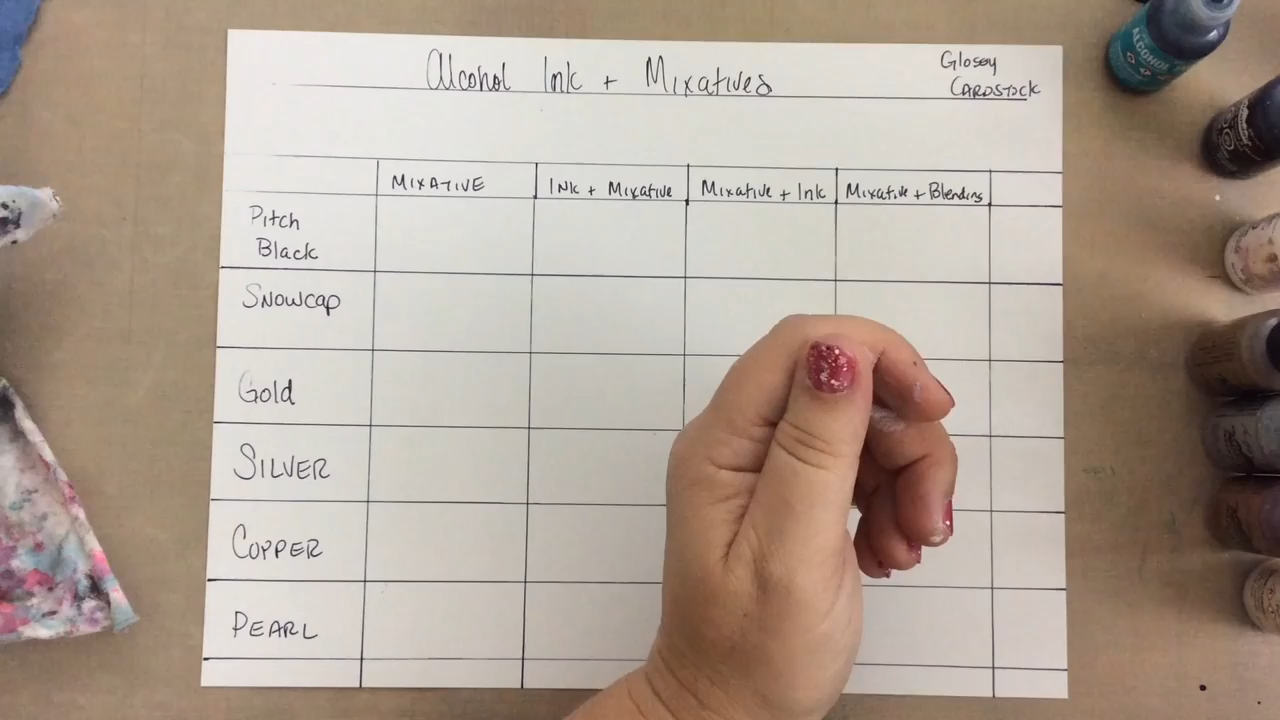 Alcohol Ink + Mixatives
Glossy
CARDSTOCK
MIXATIVE
INK + Mixative
Mixative + Ink
Mixative + Blending
Pitch
Black
SNOWCAP
Gold
SILVER
COPPER
PEARL
ALCOHOL